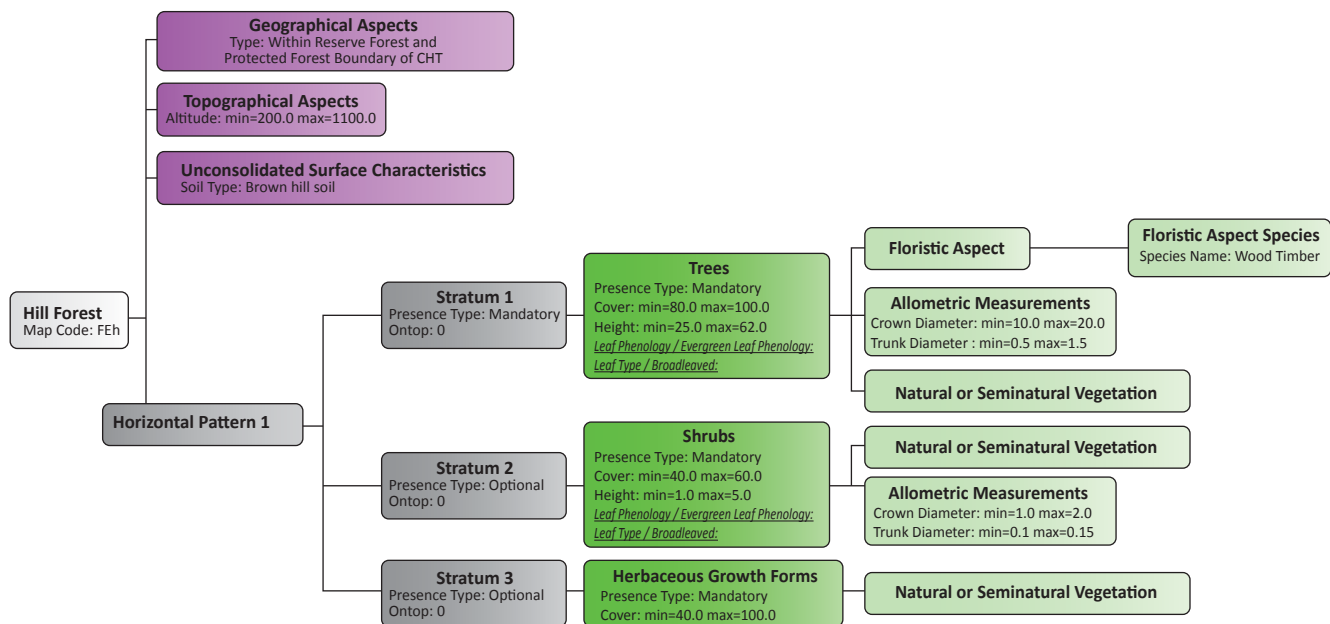 Geographical Aspects
Type: Within Reserve Forest and
Protected Forest Boundary of CHT
Topographical Aspects
Altitude: min=200.0 max=1100.0
Unconsolidated Surface Characteristics
Soil Type: Brown hill soil
Hill Forest
Map Code: FEh
Horizontal Pattern 1
Stratum 1
Presence Type: Mandatory
Ontop: 0
Trees
Presence Type: Mandatory
Cover: min=80.0 max=100.0
Height: min=25.0 max=62.0
Leaf Phenology / Evergreen Leaf Phenology:
Leaf Type / Broadleaved:
Floristic Aspect
Floristic Aspect Species
Species Name: Wood Timber
Allometric Measurements
Crown Diameter: min=10.0 max=20.0
Trunk Diameter : min=0.5 max=1.5
Natural or Seminatural Vegetation
Stratum 2
Presence Type: Optional
Ontop: 0
Shrubs
Presence Type: Mandatory
Cover: min=40.0 max=60.0
Height: min=1.0 max=5.0
Leaf Phenology / Evergreen Leaf Phenology:
Leaf Type / Broadleaved:
Natural or Seminatural Vegetation
Allometric Measurements
Crown Diameter: min=1.0 max=2.0
Trunk Diameter: min=0.1 max=0.15
Stratum 3
Presence Type: Optional
Ontop: 0
Herbaceous Growth Forms
Presence Type: Mandatory
Cover: min=40.0 max=100.0
Natural or Seminatural Vegetation